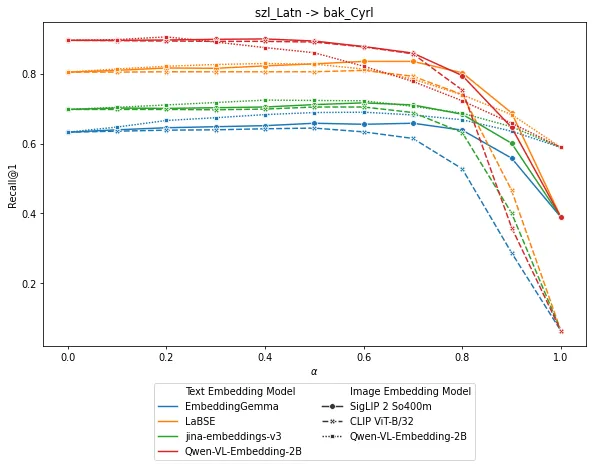 szl_Latn -> bak_Cyrl
Recall@1
0.8
0.6
0.4
0.2
0.0 0.2 0.4 0.6 0.8 1.0
α
Text Embedding Model
EmbeddingGemma
LaBSE
jina-embeddings-v3
Qwen-VL-Embedding-2B
Image Embedding Model
SigLIP 2 So400m
CLIP ViT-B/32
Qwen-VL-Embedding-2B